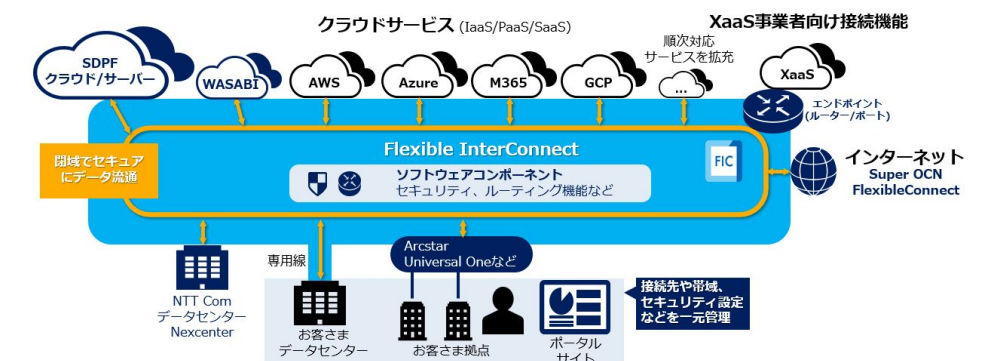 クラウドサービス (IaaS/PaaS/SaaS)
XaaS事業者向け接続機能
SDPF
クラウド/サーバー
WASABI
AWS
Azure
M365
GCP
順次対応
サービスを拡充
...
XaaS
エンドポイント
(ルーター/ポート)
閉域でセキュア
にデータ流通
Flexible InterConnect
ソフトウェアコンポーネント
セキュリティ、ルーティング機能など
FIC
インターネット
Super OCN
FlexibleConnect
NTT Com
データセンター
Nexcenter
専用線
お客さま
データセンター
Arcstar
Universal Oneなど
お客さま拠点
ポータル
サイト
接続先や帯域、
セキュリティ設定
などを一元管理